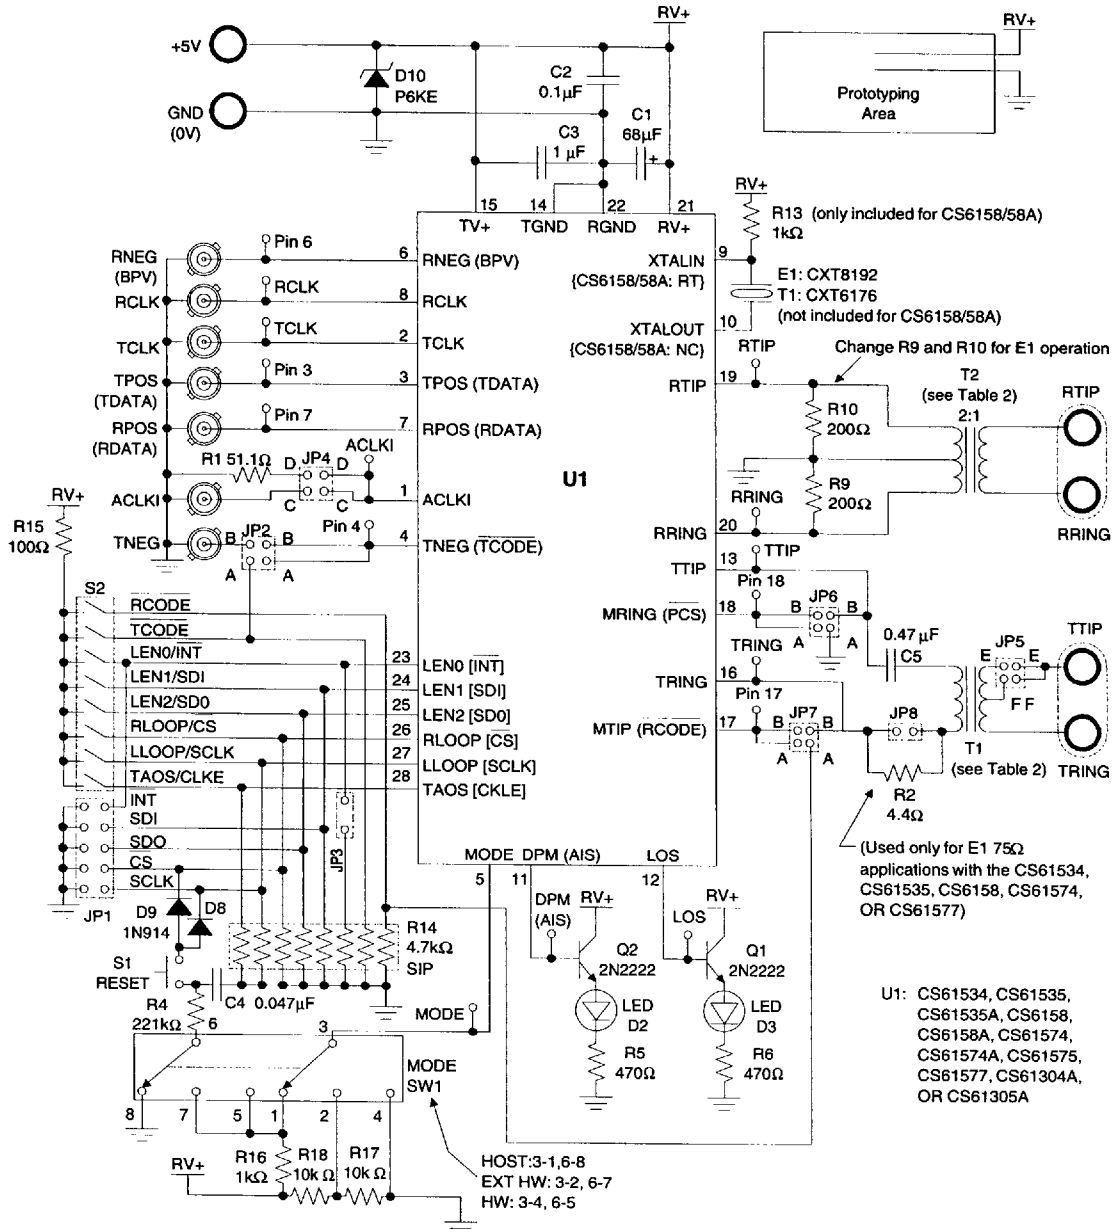 RV+
+5V
D10
P6KE
C2
0.1µF
GND
(0V)
C3
1 µF
C1
68µF
+
RV+
Prototyping
Area
15 14 22 21
TV+ TGND RGND RV+
RV+
R13 (only included for CS6158/58A)
1kΩ
RNEG
(BPV)
Pin 6
6
RNEG (BPV)
XTALIN
9
{CS6158/58A: RT}
E1: CXT8192
T1: CXT6176
(not included for CS6158/58A)
RCLK
RCLK
8
RCLK
XTALOUT
10
{CS6158/58A: NC}
TCLK
TCLK
2
TCLK
RTIP
Change R9 and R10 for E1 operation
TPOS
(TDATA)
Pin 3
3
TPOS (TDATA)
RTIP
19
T2
(see Table 2)
2:1
RTIP
RPOS
(RDATA)
Pin 7
7
RPOS (RDATA)
R10
200Ω
R1 51.1Ω
D
JP4
D
ACLKI
U1
R9
200Ω
RV+
ACLKI
C
C
1
ACLKI
RRING
RRING
R15
100Ω
TNEG
B
JP2
B
Pin 4
4
TNEG (TCODE)
RRING
20
A
A
TTIP
13
TTIP
Pin 18
S2
RCODE
MRING (PCS)
18
B
JP6
B
A
A
TCODE
0.47 µF
C5
TTIP
LEN0/INT
23
LEN0 [INT]
TRING
E
JP5
E
LEN1/SDI
24
LEN1 [SDI]
TRING
16
F F
LEN2/SD0
25
LEN2 [SD0]
Pin 17
RLOOP/CS
26
RLOOP [CS]
MTIP (RCODE)
17
B
JP7
B
A
A
JP8
LLOOP/SCLK
27
LLOOP [SCLK]
T1
(see Table 2)
TRING
TAOS/CLKE
28
TAOS [CKLE]
R2
4.4Ω
INT
SDI
SDO
CS
SCLK
JP1
JP3
(Used only for E1 75Ω
applications with the CS61534,
CS61535, CS6158, CS61574,
OR CS61577)
MODE DPM (AIS) LOS
5 11 12
D9
1N914
D8
DPM
(AIS)
RV+
LOS
RV+
R14
4.7kΩ
SIP
Q2
2N2222
Q1
2N2222
S1
RESET
C4 0.047µF
R4
221kΩ
LED
D2
LED
D3
MODE
6
3
R5
470Ω
R6
470Ω
MODE
SW1
8 7 5 1 2 4
U1: CS61534, CS61535,
CS61535A, CS6158,
CS6158A, CS61574,
CS61574A, CS61575,
CS61577, CS61304A,
OR CS61305A
RV+
R16
1kΩ
R18
10k Ω
R17
10k Ω
HOST:3-1,6-8
EXT HW: 3-2, 6-7
HW: 3-4, 6-5